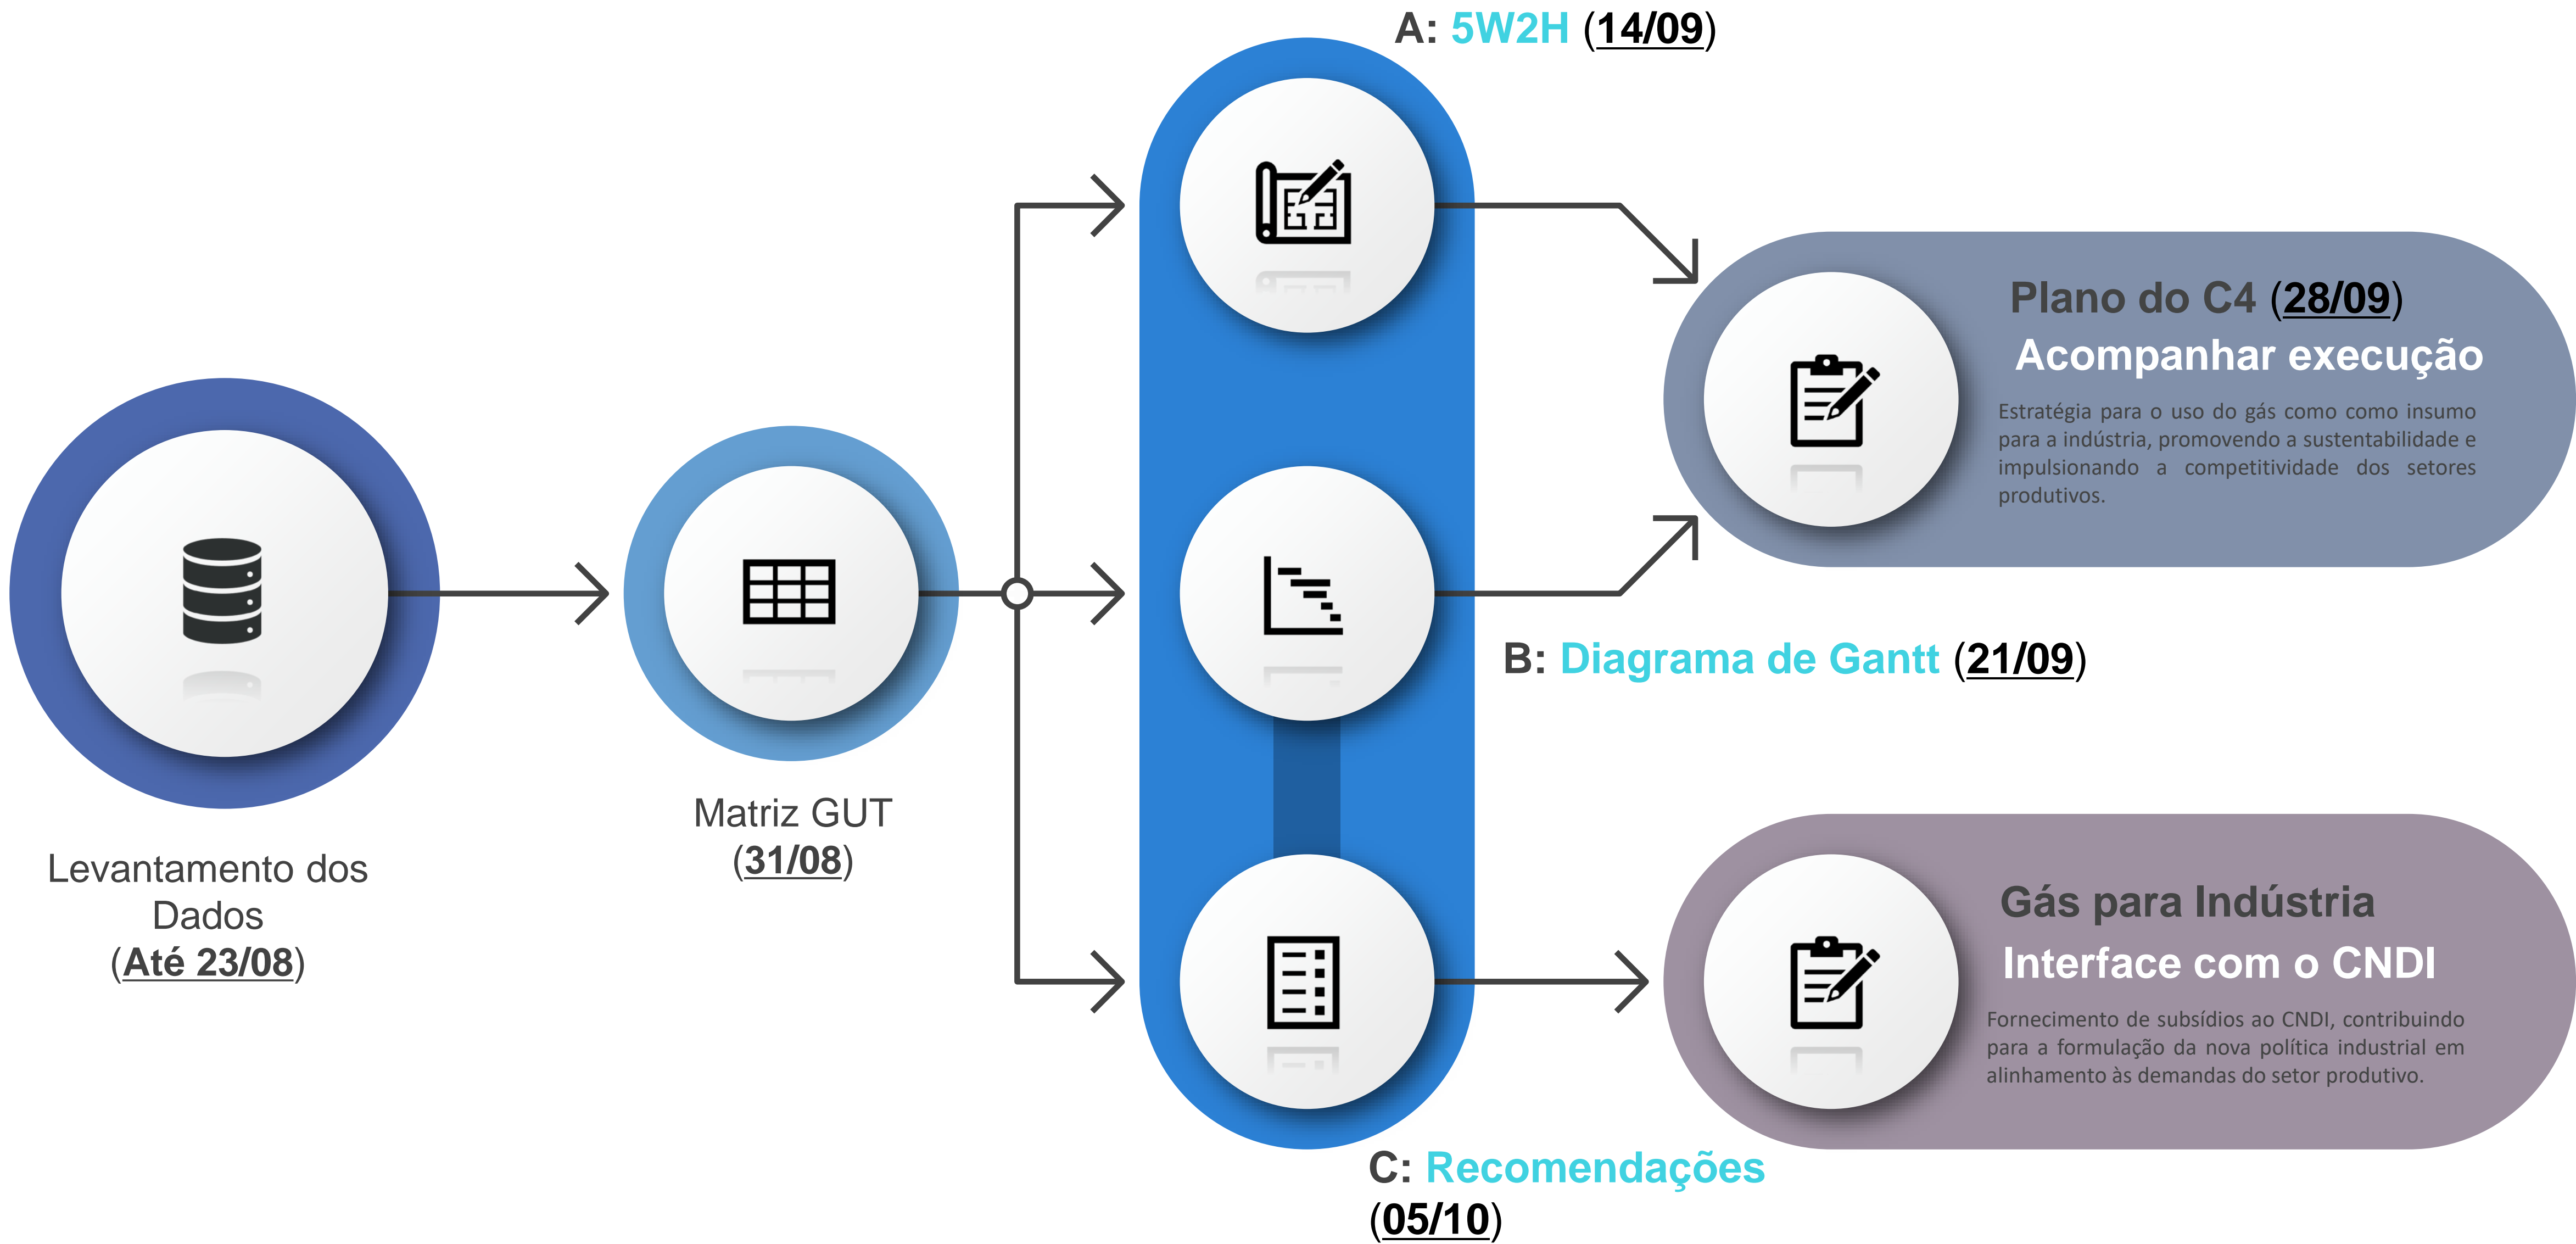 A: 5W2H (14/09)
Levantamento dos
Dados
(Até 23/08)
Matriz GUT
(31/08)
B: Diagrama de Gantt (21/09)
C: Recomendações
(05/10)
Plano do C4 (28/09)
Acompanhar execução
Estratégia para o uso do gás como como insumo
para a indústria, promovendo a sustentabilidade e
impulsionando a competitividade dos setores
produtivos.
Gás para Indústria
Interface com o CNDI
Fornecimento de subsídios ao CNDI, contribuindo
para a formulação da nova política industrial em
alinhamento às demandas do setor produtivo.